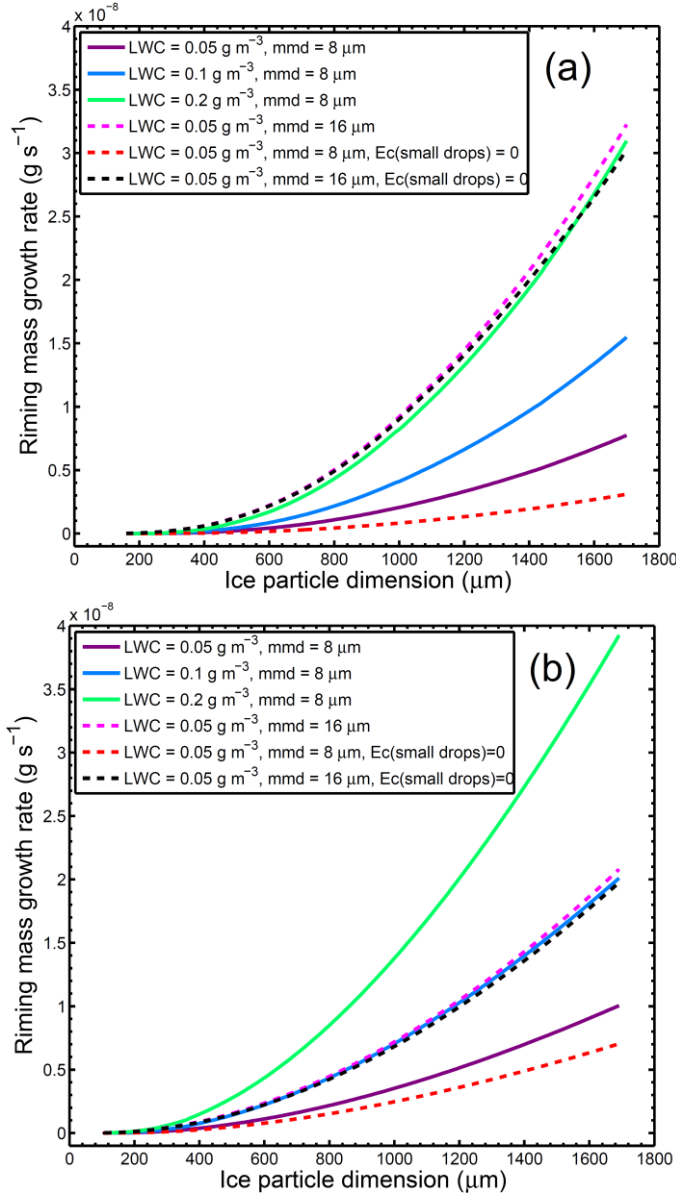 x 10⁻⁸
4
3.5
3
2.5
2
1.5
1
0.5
0
Riming mass growth rate (g s⁻¹)
LWC = 0.05 g m⁻³, mmd = 8 μm
LWC = 0.1 g m⁻³, mmd = 8 μm
LWC = 0.2 g m⁻³, mmd = 8 μm
LWC = 0.05 g m⁻³, mmd = 16 μm
LWC = 0.05 g m⁻³, mmd = 8 μm, Ec(small drops) = 0
LWC = 0.05 g m⁻³, mmd = 16 μm, Ec(small drops) = 0
(a)
0 200 400 600 800 1000 1200 1400 1600 1800
Ice particle dimension (μm)
x 10⁻⁸
4
3.5
3
2.5
2
1.5
1
0.5
0
Riming mass growth rate (g s⁻¹)
LWC = 0.05 g m⁻³, mmd = 8 μm
LWC = 0.1 g m⁻³, mmd = 8 μm
LWC = 0.2 g m⁻³, mmd = 8 μm
LWC = 0.05 g m⁻³, mmd = 16 μm
LWC = 0.05 g m⁻³, mmd = 8 μm, Ec(small drops)=0
LWC = 0.05 g m⁻³, mmd = 16 μm, Ec(small drops)=0
(b)
0 200 400 600 800 1000 1200 1400 1600 1800
Ice particle dimension (μm)